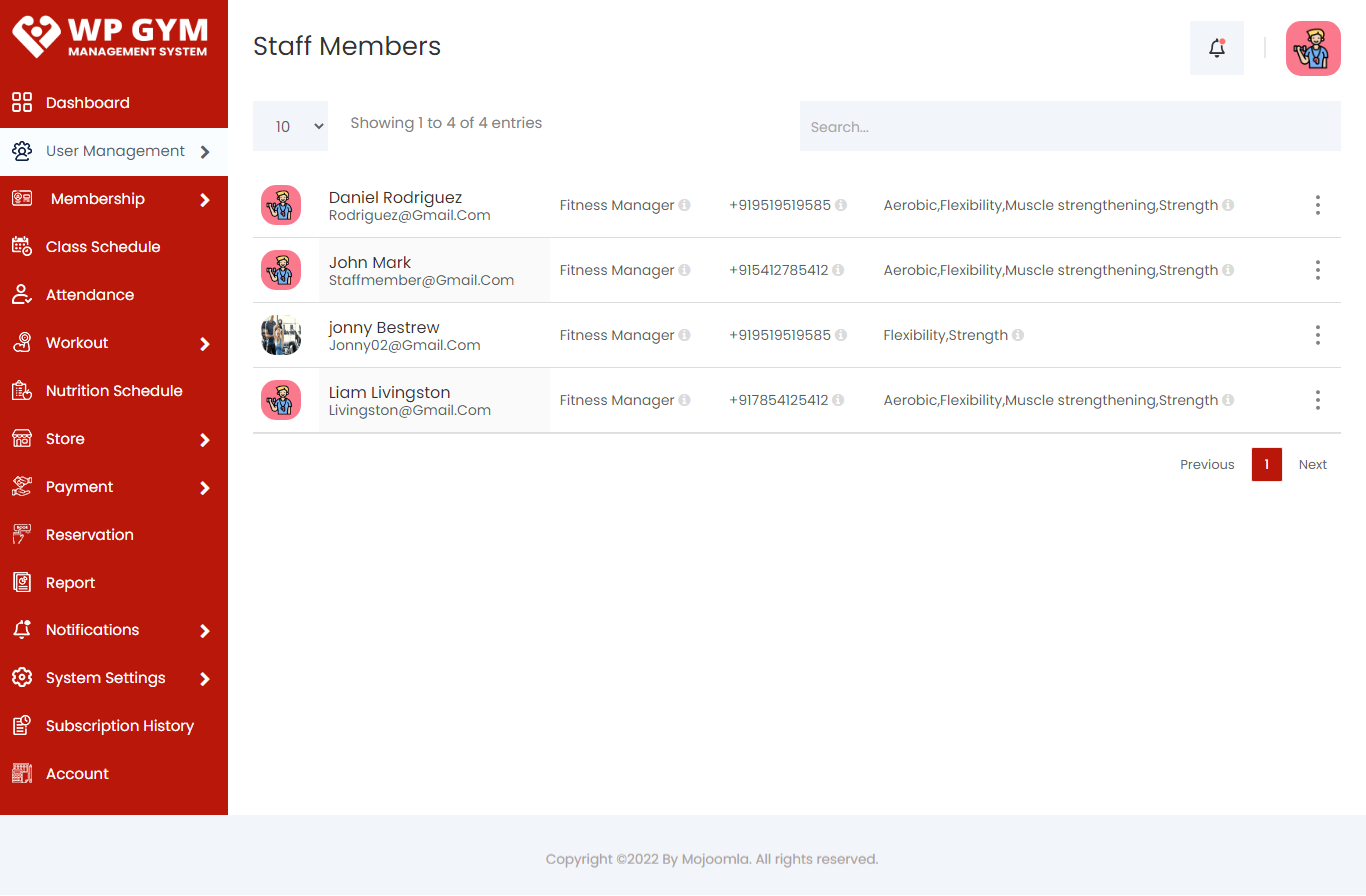 WP GYM
MANAGEMENT SYSTEM
Dashboard
User Management
Membership
Class Schedule
Attendance
Workout
Nutrition Schedule
Store
Payment
Reservation
Report
Notifications
System Settings
Subscription History
Account
Staff Members
10
Showing 1 to 4 of 4 entries
Search...
Daniel Rodriguez
Rodriguez@Gmail.Com
Fitness Manager
+919519519585
Aerobic,Flexibility,Muscle strengthening,Strength
John Mark
Staffmember@Gmail.Com
Fitness Manager
+915412785412
Aerobic,Flexibility,Muscle strengthening,Strength
jonny Bestrew
Jonny02@Gmail.Com
Fitness Manager
+919519519585
Flexibility,Strength
Liam Livingston
Livingston@Gmail.Com
Fitness Manager
+917854125412
Aerobic,Flexibility,Muscle strengthening,Strength
Previous
1
Next
Copyright ©2022 By Mojoomla. All rights reserved.